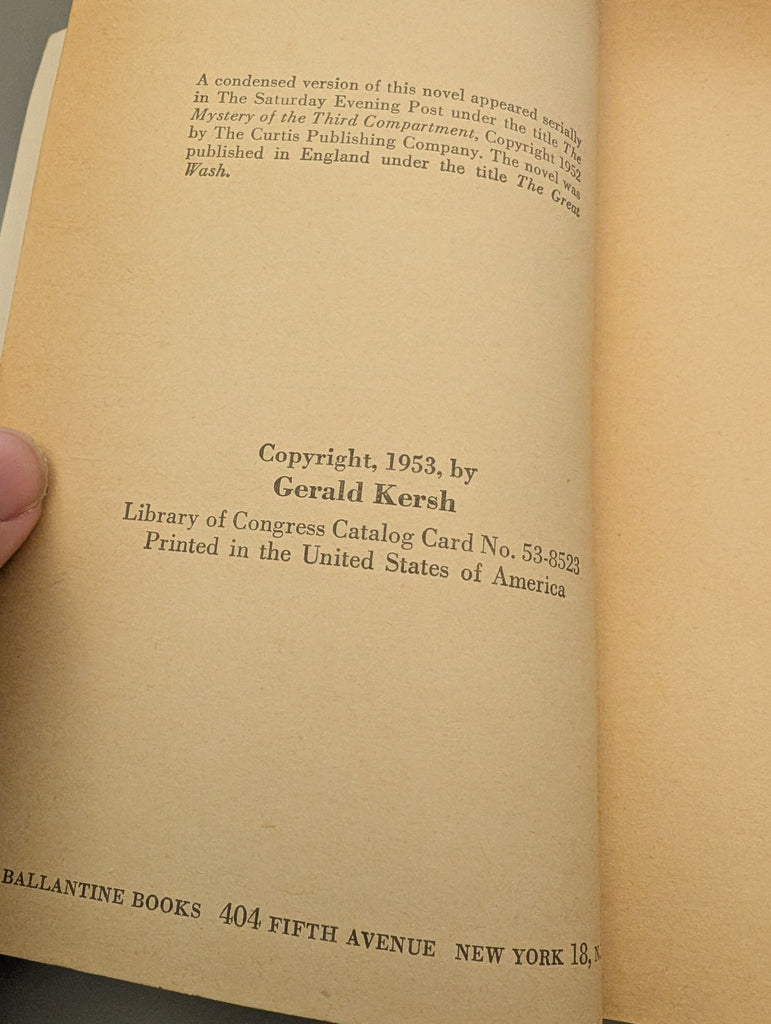 A condensed version of this novel appeared serially
in The Saturday Evening Post under the title The
Mystery of the Third Compartment, Copyright 1952
by The Curtis Publishing Company. The novel was
published in England under the title The Great
Wash.
Copyright, 1953, by
Gerald Kersh
Library of Congress Catalog Card No. 53-8523
Printed in the United States of America
BALLANTINE BOOKS 404 FIFTH AVENUE NEW YORK 18,